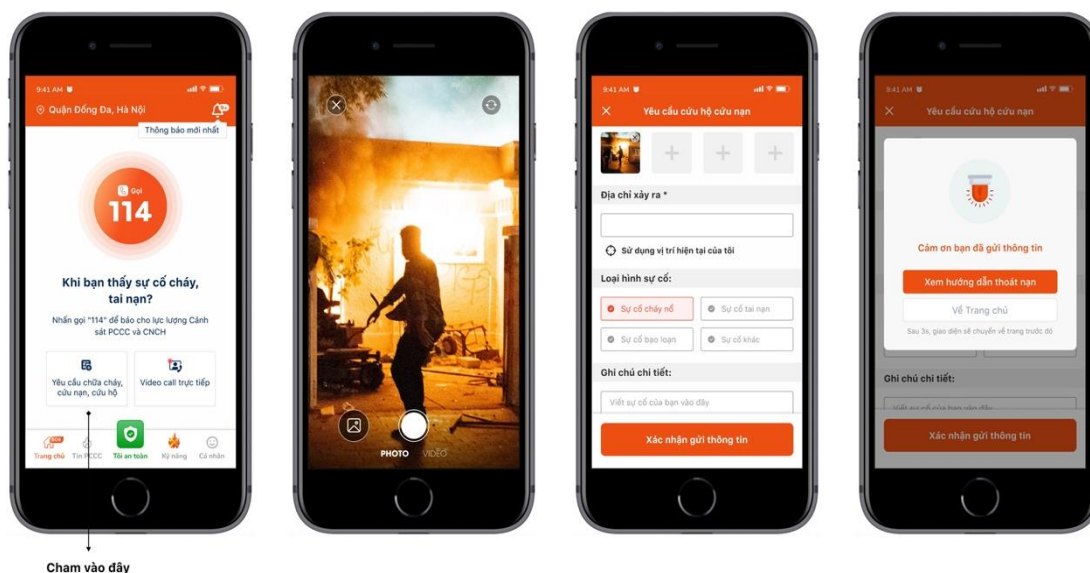 9:41 AM
Quận Đống Đa, Hà Nội
Thông báo mới nhất
Gọi
114
Khi bạn thấy sự cố cháy,
tai nạn?
Nhấn gọi "114" để báo cho lực lượng Cảnh
sát PCCC và CNCH
Yêu cầu chữa cháy,
cứu nạn, cứu hộ
Video call trực tiếp
Trang chủ
Tin PCCC
Tôi an toàn
Kỹ năng
Cá nhân
Chạm vào đây
PHOTO
VIDEO
9:41 AM
Yêu cầu cứu hộ cứu nạn
Địa chỉ xảy ra *
Sử dụng vị trí hiện tại của tôi
Loại hình sự cố:
Sự cố cháy nổ
Sự cố tai nạn
Sự cố bạo loạn
Sự cố khác
Ghi chú chi tiết:
Viết sự cố của bạn vào đây
Xác nhận gửi thông tin
9:41 AM
Yêu cầu cứu hộ cứu nạn
Cảm ơn bạn đã gửi thông tin
Xem hướng dẫn thoát nạn
Về Trang chủ
Sau 3s, giao diện sẽ chuyển về trang trước đó
Ghi chú chi tiết:
Viết sự cố của bạn vào đây
Xác nhận gửi thông tin